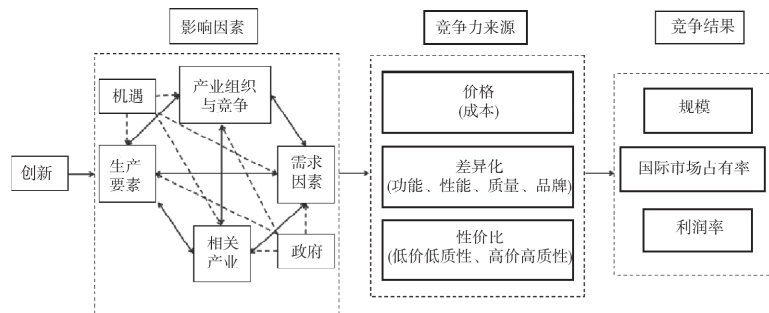 影响因素
竞争力来源
竞争结果
机遇
产业组织
与竞争
创新
生产
要素
需求
因素
相关
产业
政府
价格
(成本)
差异化
(功能、性能、质量、品牌)
性价比
(低价低质性、高价高质性)
规模
国际市场占有率
利润率